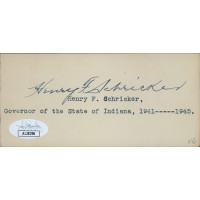 Henry F. Schricker
Henry F. Schricker,
Governor of the State of Indiana, 1941-----1945.
JSA